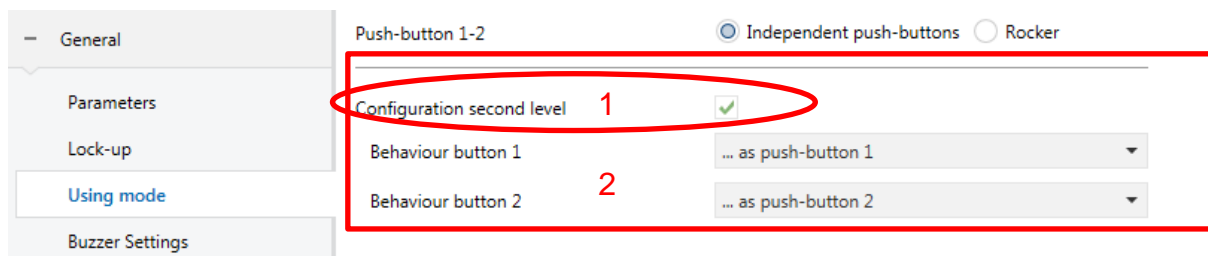 General
Parameters
Lock-up
Using mode
Buzzer Settings
Push-button 1-2 Independent push-buttons Rocker
Configuration second level 1
Behaviour button 1 ... as push-button 1
2
Behaviour button 2 ... as push-button 2